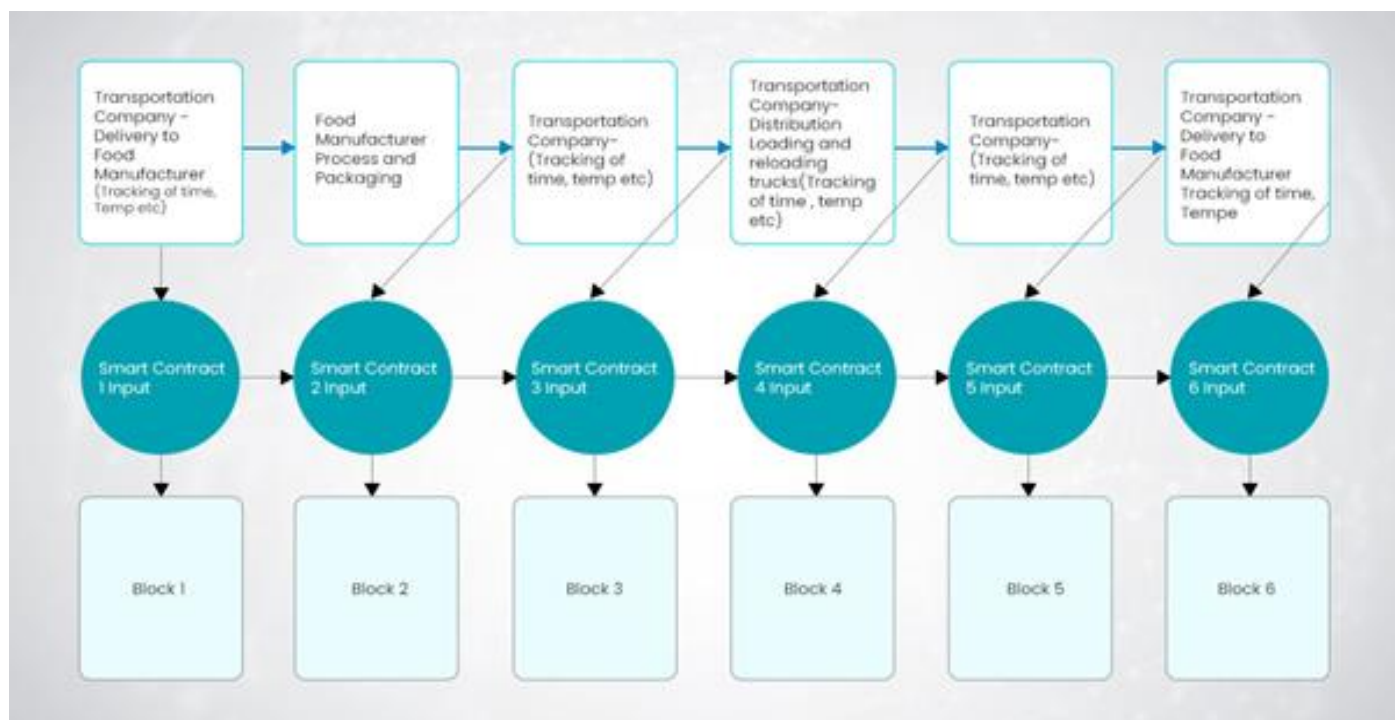 Transportation
Company -
Delivery to
Food
Manufacturer
(Tracking of time,
Temp etc)
Food
Manufacturer
Process and
Packaging
Transportation
Company-
(Tracking of
time, temp etc)
Transportation
Company-
Distribution
Loading and
reloading
trucks(Tracking
of time , temp
etc)
Transportation
Company-
(Tracking of
time, temp etc)
Transportation
Company -
Delivery to
Food
Manufacturer
Tracking of time,
Tempe
Smart Contract
1 Input
Smart Contract
2 Input
Smart Contract
3 Input
Smart Contract
4 Input
Smart Contract
5 Input
Smart Contract
6 Input
Block 1
Block 2
Block 3
Block 4
Block 5
Block 6